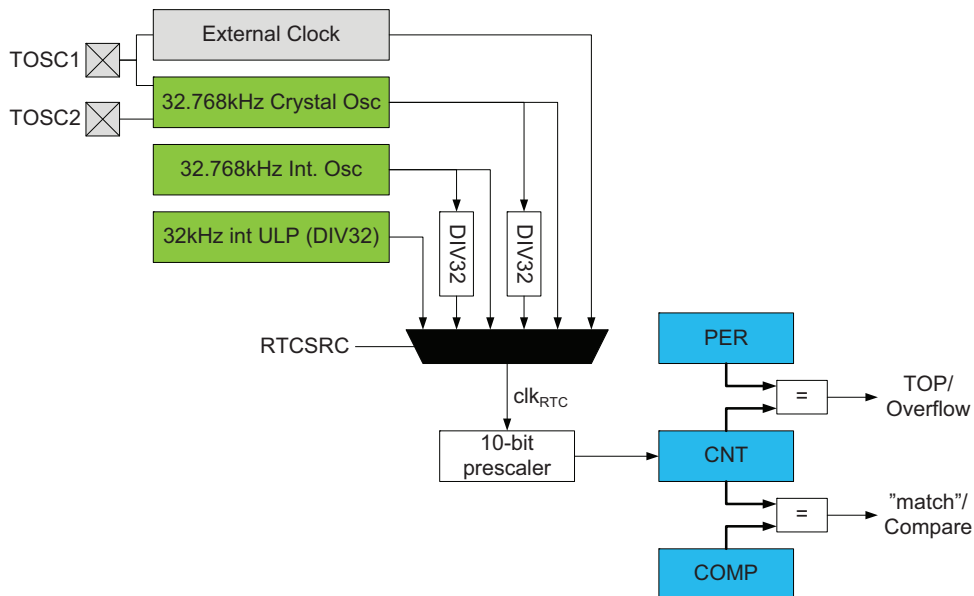 External Clock
TOSC1
32.768kHz Crystal Osc
TOSC2
32.768kHz Int. Osc
32kHz int ULP (DIV32)
DIV32
DIV32
RTCSRC
PER
TOP/
Overflow
=
clkRTC
10-bit
prescaler
CNT
"match"/
Compare
=
COMP